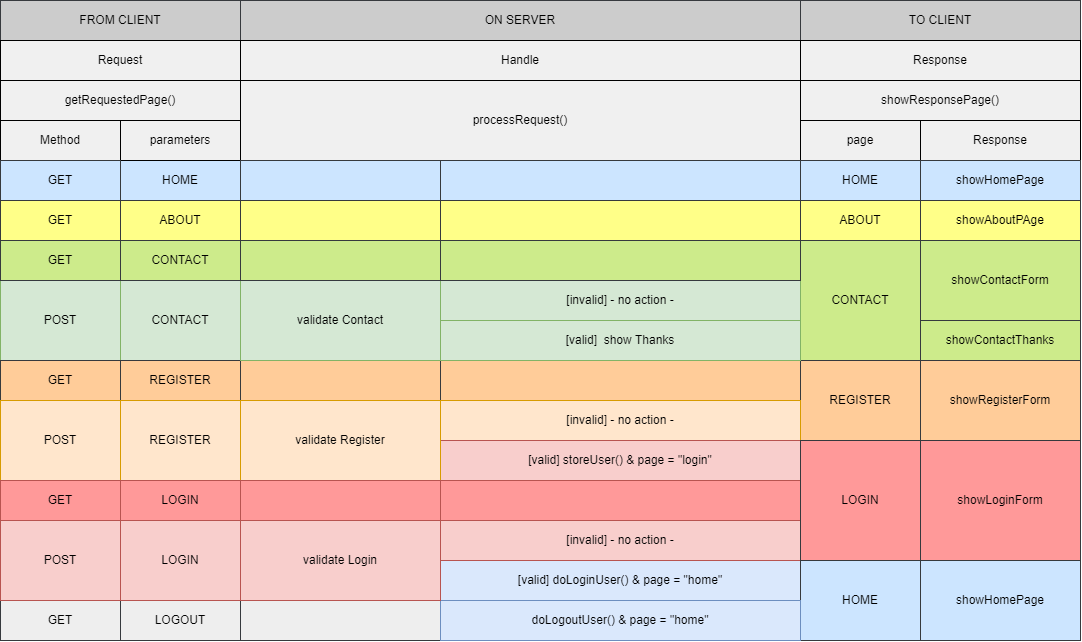 FROM CLIENT ON SERVER TO CLIENT
Request Handle Response
getRequestedPage() processRequest() showResponsePage()
Method parameters page Response
GET HOME HOME showHomePage
GET ABOUT ABOUT showAboutPAge
GET CONTACT CONTACT showContactForm
POST CONTACT validate Contact [invalid] - no action -
[valid] show Thanks showContactThanks
GET REGISTER REGISTER showRegisterForm
POST REGISTER validate Register [invalid] - no action -
[valid] storeUser() & page = "login"
GET LOGIN LOGIN showLoginForm
POST LOGIN validate Login [invalid] - no action -
[valid] doLoginUser() & page = "home" HOME showHomePage
GET LOGOUT doLogoutUser() & page = "home"